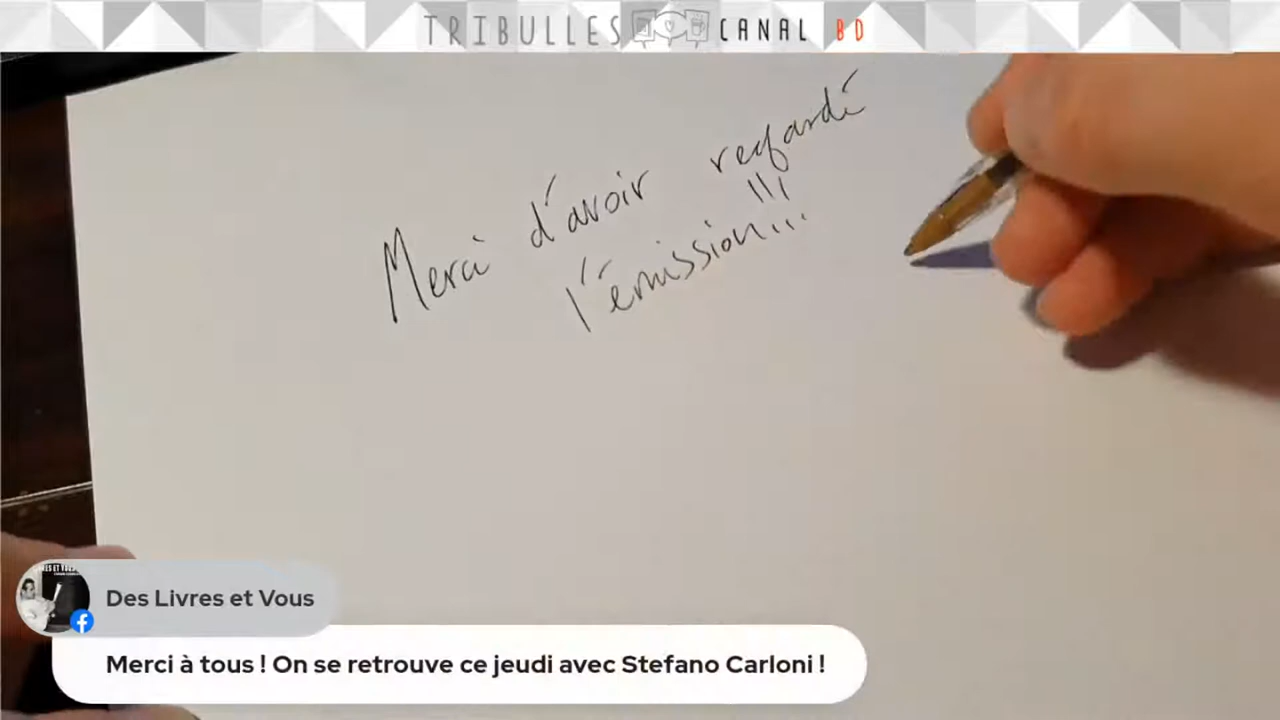 TRIBULLES CANAL BD
Merci d'avoir regardé
l'émission!!!
Des Livres et Vous
Merci à tous ! On se retrouve ce jeudi avec Stefano Carloni !